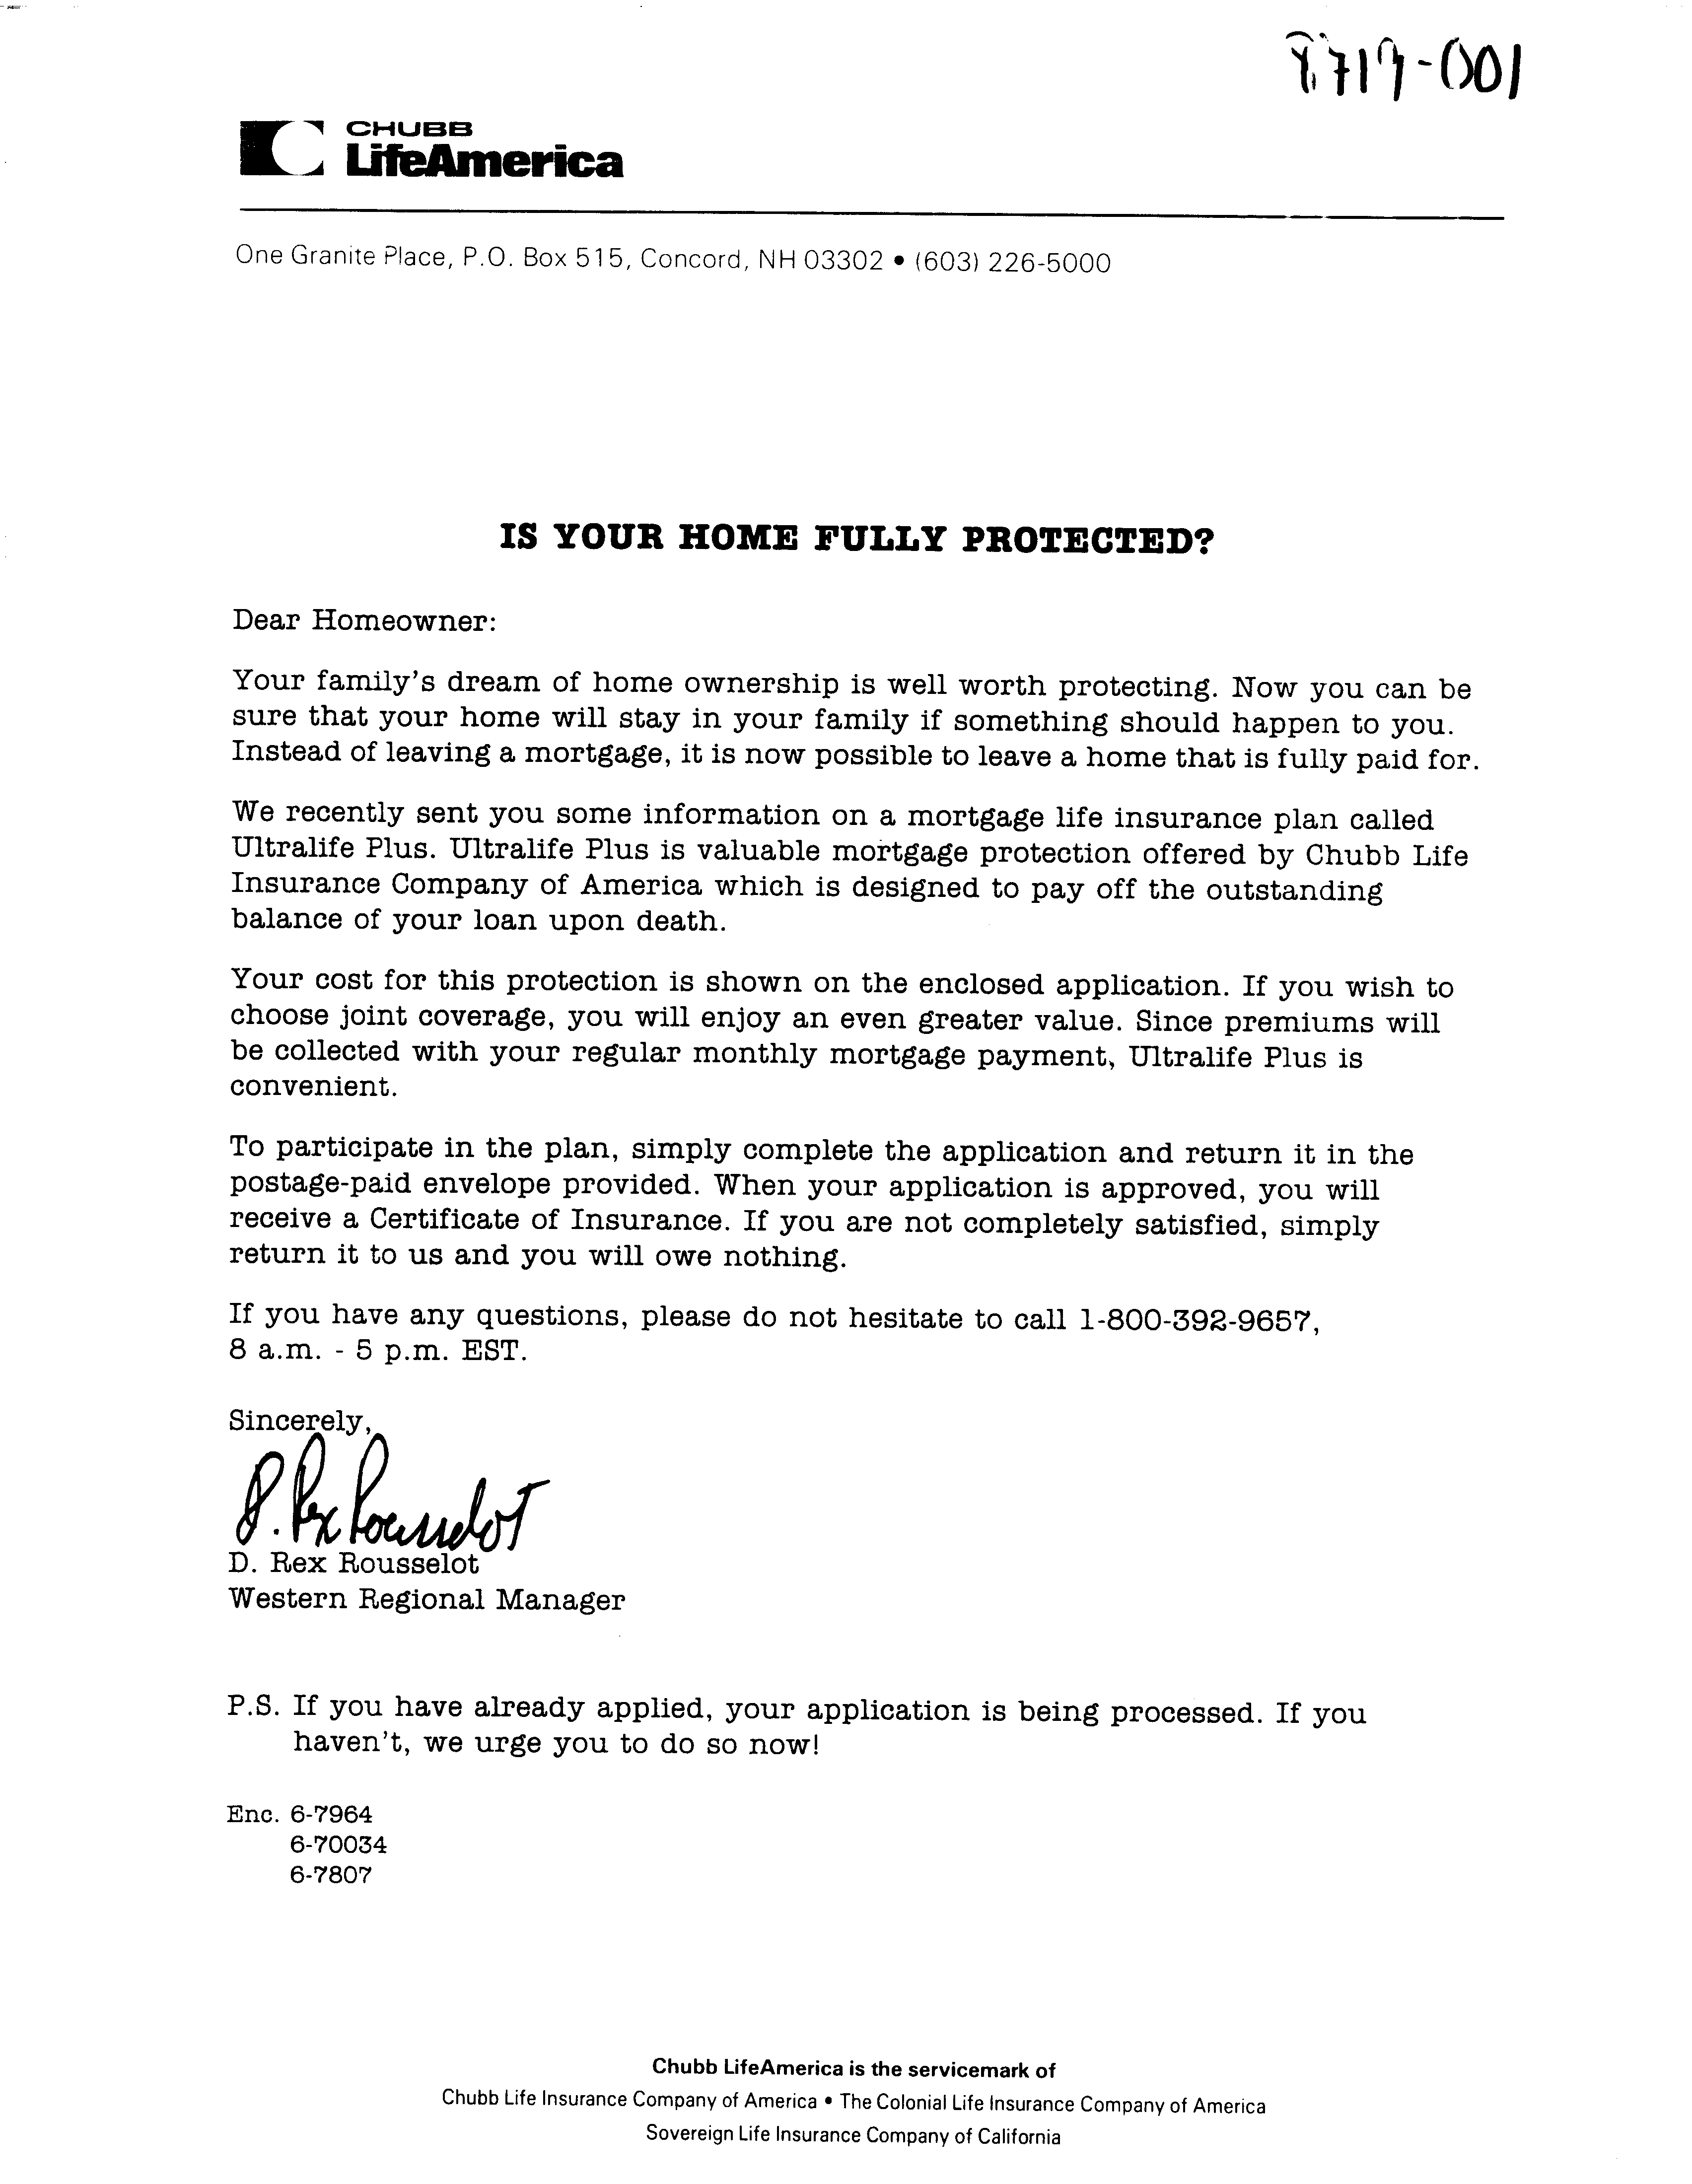 CHUBB
LifeAmerica
One Granite Place, P.O. Box 515, Concord, NH 03302 • (603) 226-5000
IS YOUR HOME FULLY PROTECTED?
Dear Homeowner:
Your family's dream of home ownership is well worth protecting. Now you can be
sure that your home will stay in your family if something should happen to you.
Instead of leaving a mortgage, it is now possible to leave a home that is fully paid for.
We recently sent you some information on a mortgage life insurance plan called
Ultralife Plus. Ultralife Plus is valuable mortgage protection offered by Chubb Life
Insurance Company of America which is designed to pay off the outstanding
balance of your loan upon death.
Your cost for this protection is shown on the enclosed application. If you wish to
choose joint coverage, you will enjoy an even greater value. Since premiums will
be collected with your regular monthly mortgage payment, Ultralife Plus is
convenient.
To participate in the plan, simply complete the application and return it in the
postage-paid envelope provided. When your application is approved, you will
receive a Certificate of Insurance. If you are not completely satisfied, simply
return it to us and you will owe nothing.
If you have any questions, please do not hesitate to call 1-800-392-9657,
8 a.m. - 5 p.m. EST.
Sincerely,
D. Rex Rousselot
D. Rex Rousselot
Western Regional Manager
P.S. If you have already applied, your application is being processed. If you
haven't, we urge you to do so now!
Enc. 6-7964
6-70034
6-7807
Chubb LifeAmerica is the servicemark of
Chubb Life Insurance Company of America • The Colonial Life Insurance Company of America
Sovereign Life Insurance Company of California